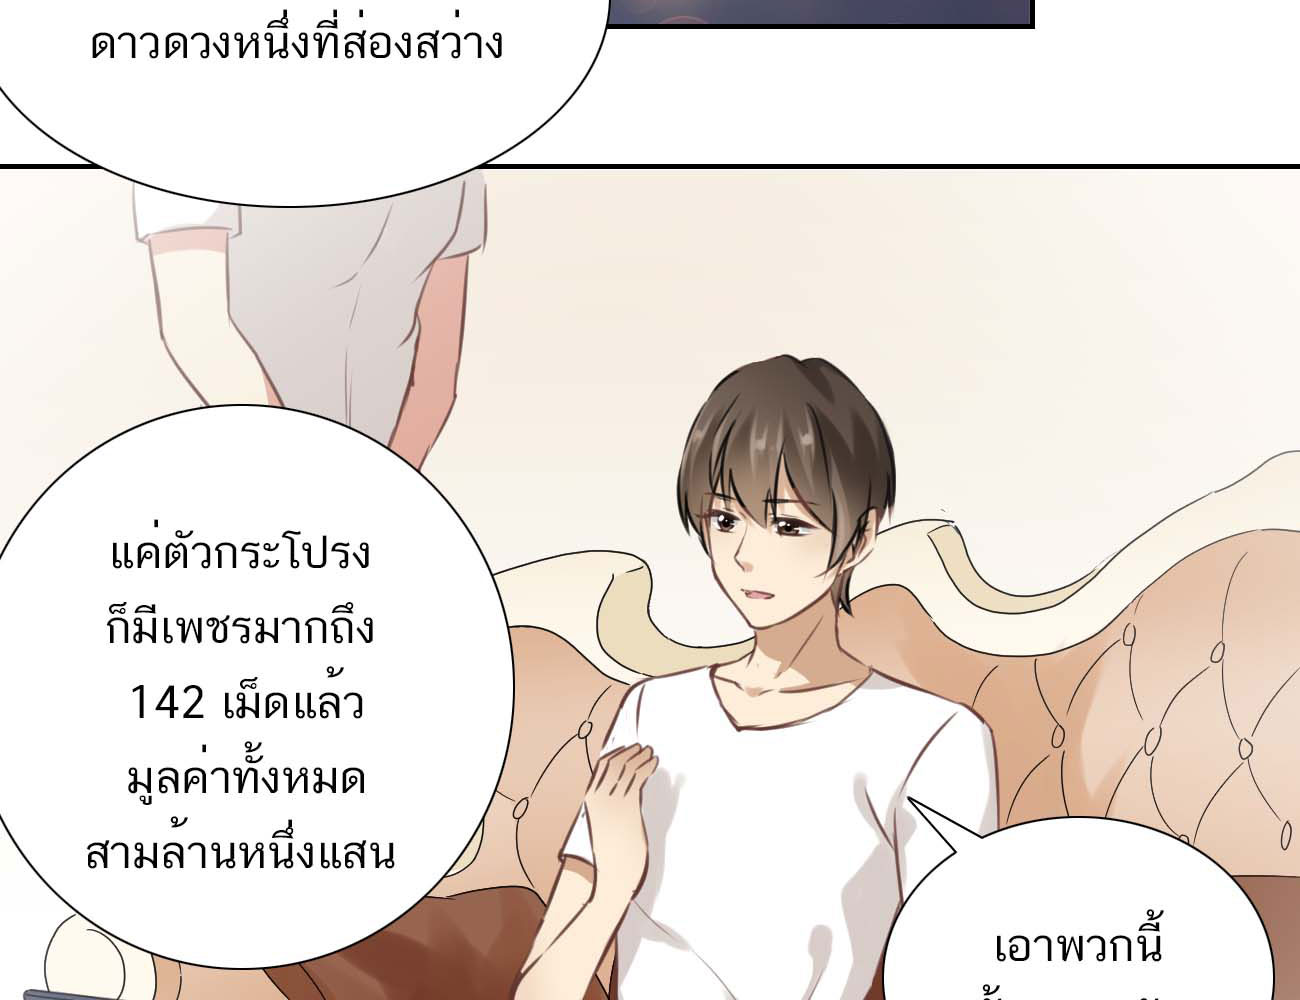 ดาวดวงหนึ่งที่ส่องสว่าง
แค่ตัวกระโปรง
ก็มีเพชรมากถึง
142 เม็ดแล้ว
มูลค่าทั้งหมด
สามล้านหนึ่งแสน
เอาพวกนี้